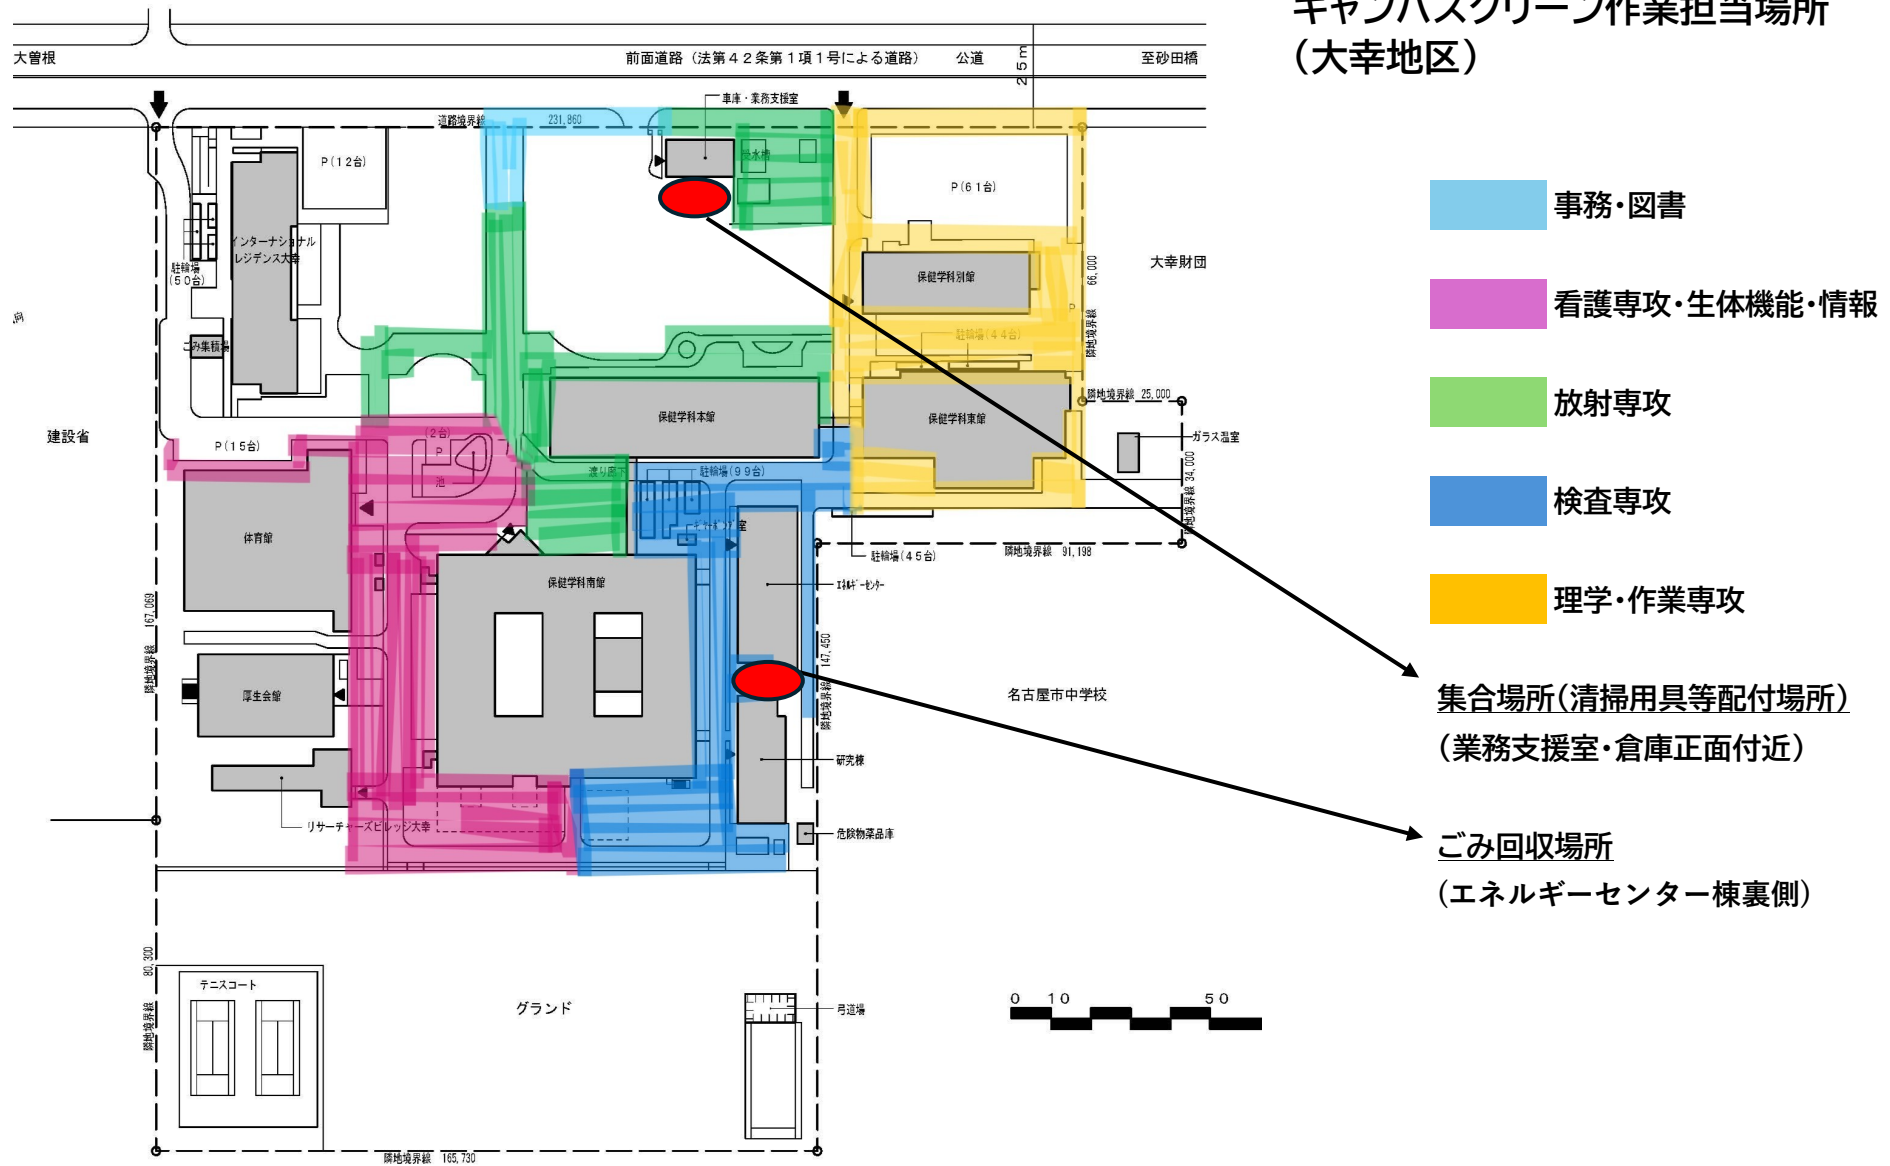 キャンパスクリーン作業担当場所
（大幸地区）
大曽根
前面道路（法第４２条第１項１号による道路）
公道
25m
至砂田橋
車庫・業務支援室
道路境界線
231,860
P(12台)
受水槽
P(61台)
インターナショナル
レジデンス大幸
駐輪場
(50台)
保健学科別館
66,000
隣地境界線
P
大幸財団
ごみ集積場
駐輪場(44台)
隣地境界線 25,000
保健学科本館
保健学科東館
建設省
P(15台)
(2台)
P
池
渡り廊下
駐輪場(99台)
ガラス温室
隣地境界線 34,000
体育館
駐輪場(45台)
隣地境界線 91,198
保健学科南館
エネルギーセンター
隣地境界線 167,069
隣地境界線 147,450
厚生会館
名古屋市中学校
研究棟
リサーチャーズビレッジ大幸
危険物薬品庫
隣地境界線 80,300
テニスコート
グランド
弓道場
0 10 50
隣地境界線 165,730
事務・図書
看護専攻・生体機能・情報
放射専攻
検査専攻
理学・作業専攻
集合場所（清掃用具等配付場所）
（業務支援室・倉庫正面付近）
ごみ回収場所
（エネルギーセンター棟裏側）